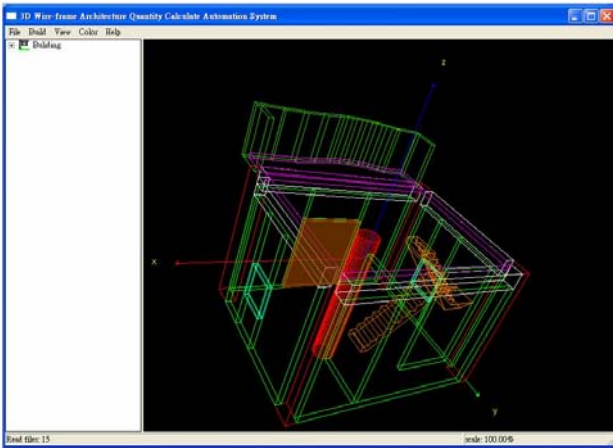 3D Wire-frame Architecture Quantity Calculate Automation System
File Build View Color Help
Building
z
x
y
Read files: 15
scale: 100.00%